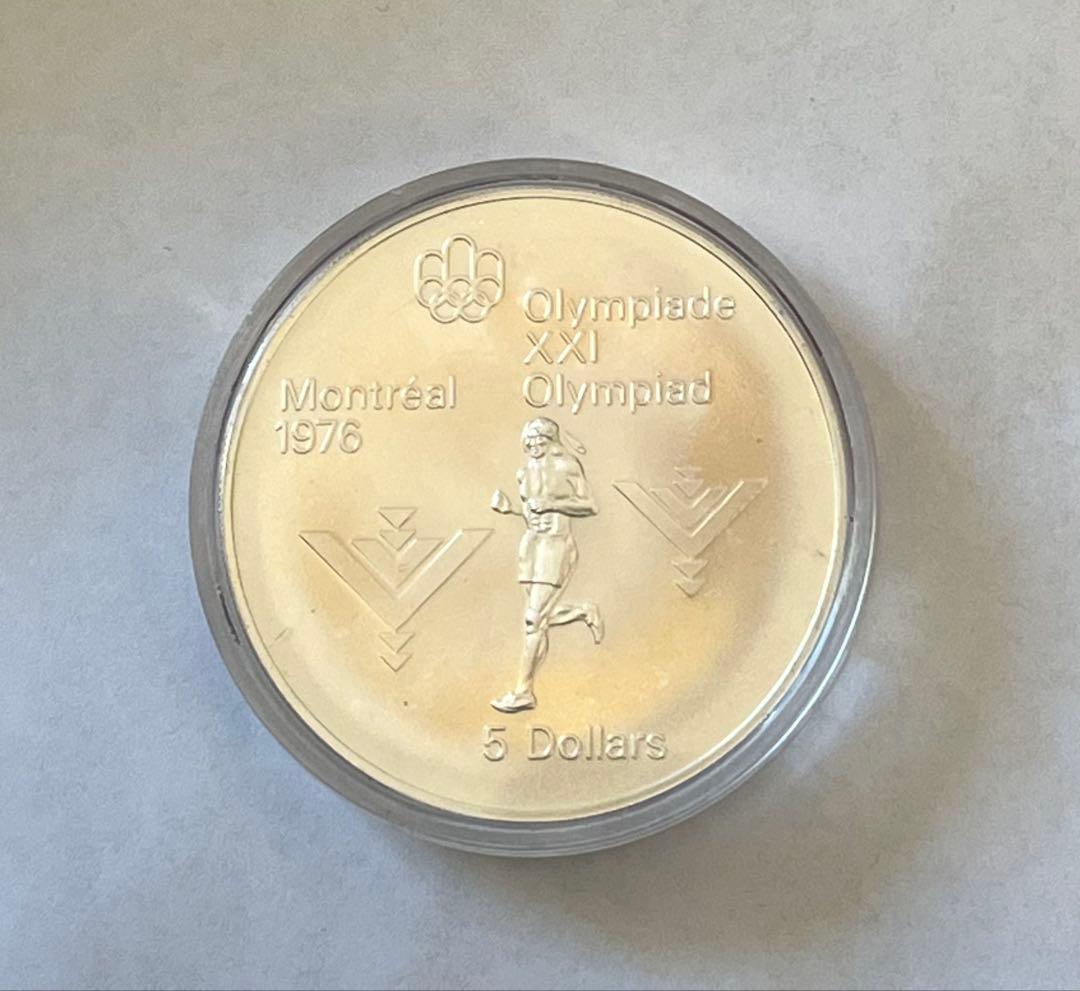 Olympiade
XXI
Olympiad
Montréal
1976
5 Dollars